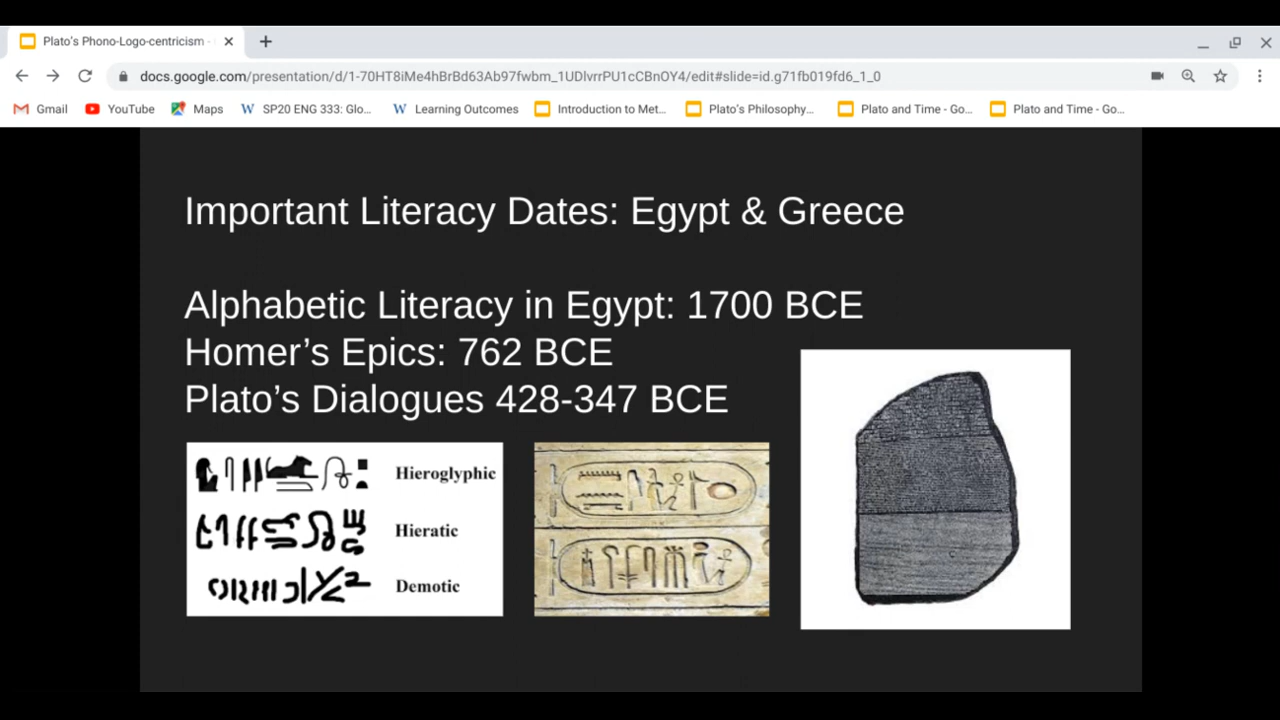 Plato's Phono-Logo-centricism -
docs.google.com/presentation/d/1-70HT8iMe4hBrBd63Ab97fwbm_1UDlvrrPU1cCBnOY4/edit#slide=id.g71fb019fd6_1_0
Gmail YouTube Maps SP20 ENG 333: Glo... Learning Outcomes Introduction to Met... Plato's Philosophy... Plato and Time - Go... Plato and Time - Go...
Important Literacy Dates: Egypt & Greece
Alphabetic Literacy in Egypt: 1700 BCE
Homer's Epics: 762 BCE
Plato's Dialogues 428-347 BCE
Hieroglyphic
Hieratic
Demotic